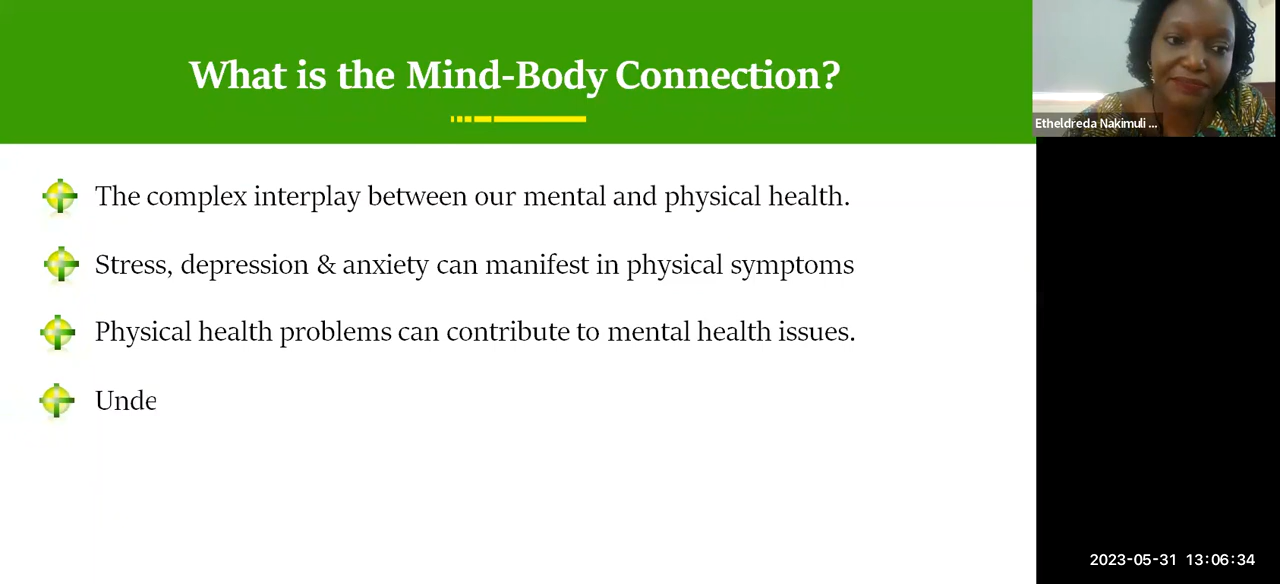 What is the Mind-Body Connection?
Etheldreda Nakimuli ...
The complex interplay between our mental and physical health.
Stress, depression & anxiety can manifest in physical symptoms
Physical health problems can contribute to mental health issues.
Unde
2023-05-31 13:06:34